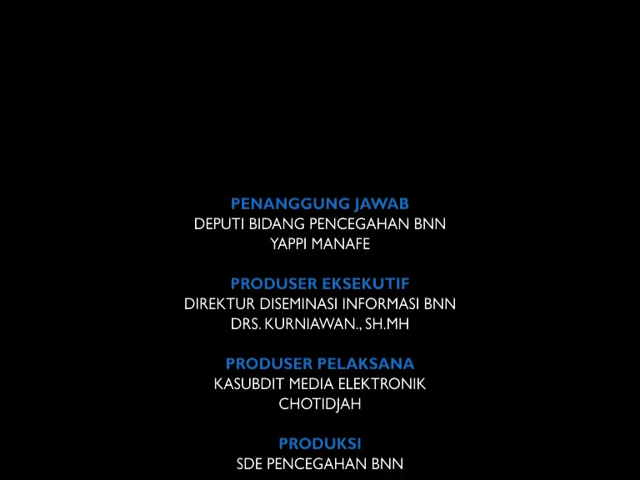 PENANGGUNG JAWAB
DEPUTI BIDANG PENCEGAHAN BNN
YAPPI MANAFE
PRODUSER EKSEKUTIF
DIREKTUR DISEMINASI INFORMASI BNN
DRS. KURNIAWAN., SH.MH
PRODUSER PELAKSANA
KASUBDIT MEDIA ELEKTRONIK
CHOTIDJAH
PRODUKSI
SDE PENCEGAHAN BNN